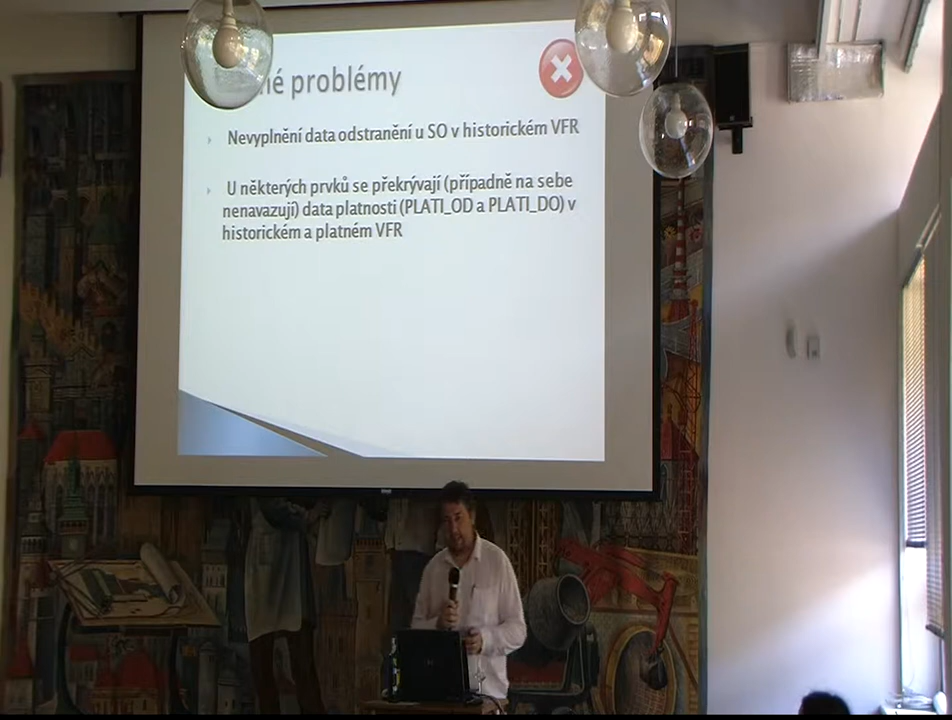 problémy
Nevyplnění data odstranění u SO v historickém VFR
U některých prvků se překrývají (případně na sebe
nenavazují) data platnosti (PLATI_OD a PLATI_DO) v
historickém a platném VFR